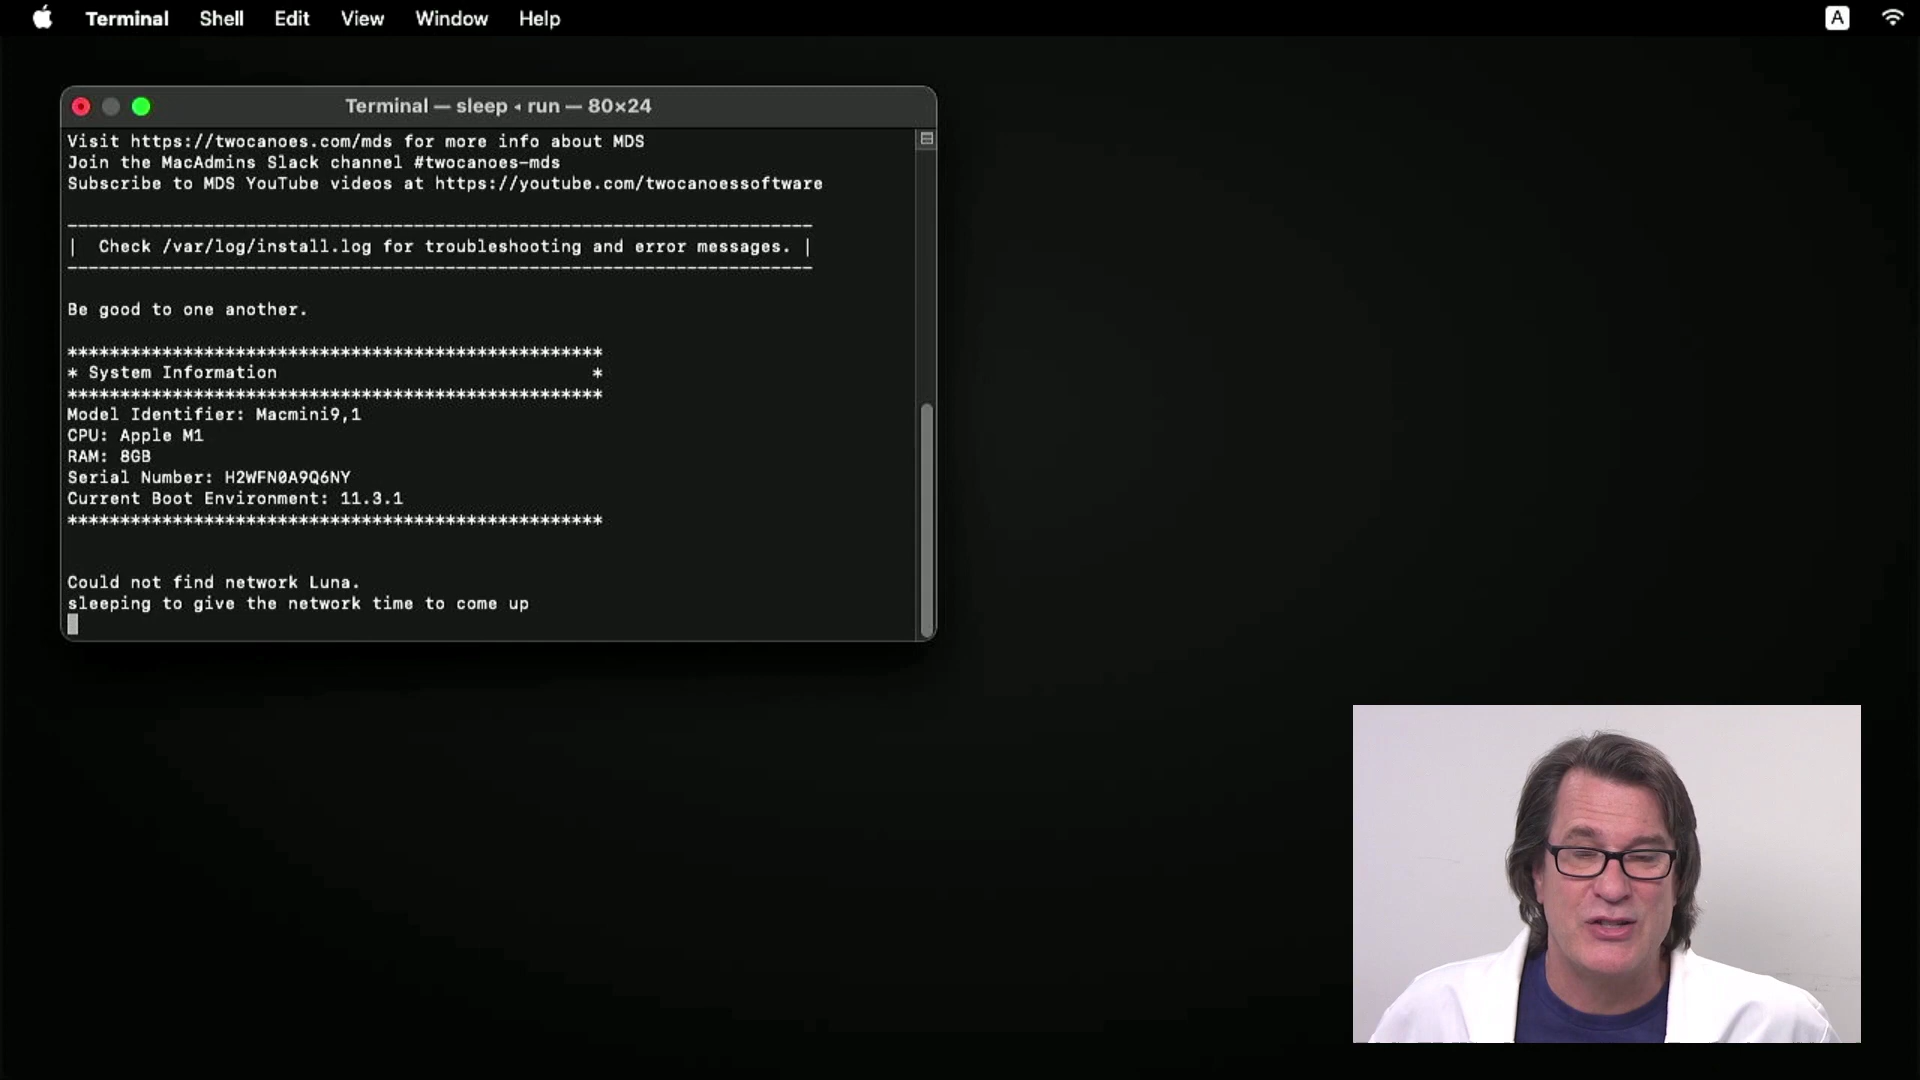 Terminal Shell Edit View Window Help A
Terminal — sleep ◂ run — 80×24
Visit https://twocanoes.com/mds for more info about MDS
Join the MacAdmins Slack channel #twocanoes-mds
Subscribe to MDS YouTube videos at https://youtube.com/twocanoessoftware
-----------------------------------------------------------------------
| Check /var/log/install.log for troubleshooting and error messages. |
-----------------------------------------------------------------------
Be good to one another.
***************************************************
* System Information *
***************************************************
Model Identifier: Macmini9,1
CPU: Apple M1
RAM: 8GB
Serial Number: H2WFN0A9Q6NY
Current Boot Environment: 11.3.1
***************************************************
Could not find network Luna.
sleeping to give the network time to come up